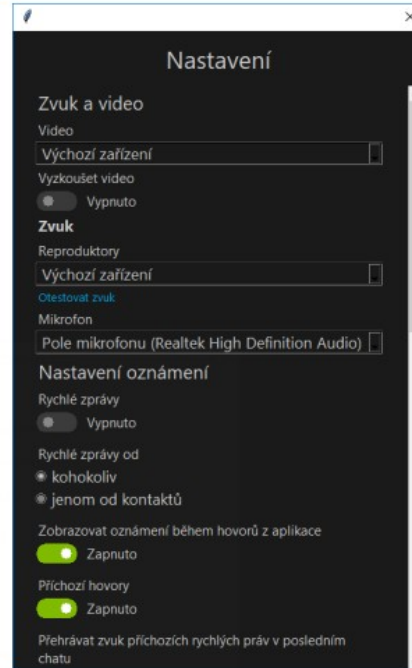 Nastavení
Zvuk a video
Video
Výchozí zařízení
Vyzkoušet video
Vypnuto
Zvuk
Reproduktory
Výchozí zařízení
Otestovat zvuk
Mikrofon
Pole mikrofonu (Realtek High Definition Audio)
Nastavení oznámení
Rychlé zprávy
Vypnuto
Rychlé zprávy od
kohokoliv
jenom od kontaktů
Zobrazovat oznámení během hovorů z aplikace
Zapnuto
Příchozí hovory
Zapnuto
Přehrávat zvuk příchozích rychlých práv v posledním
chatu